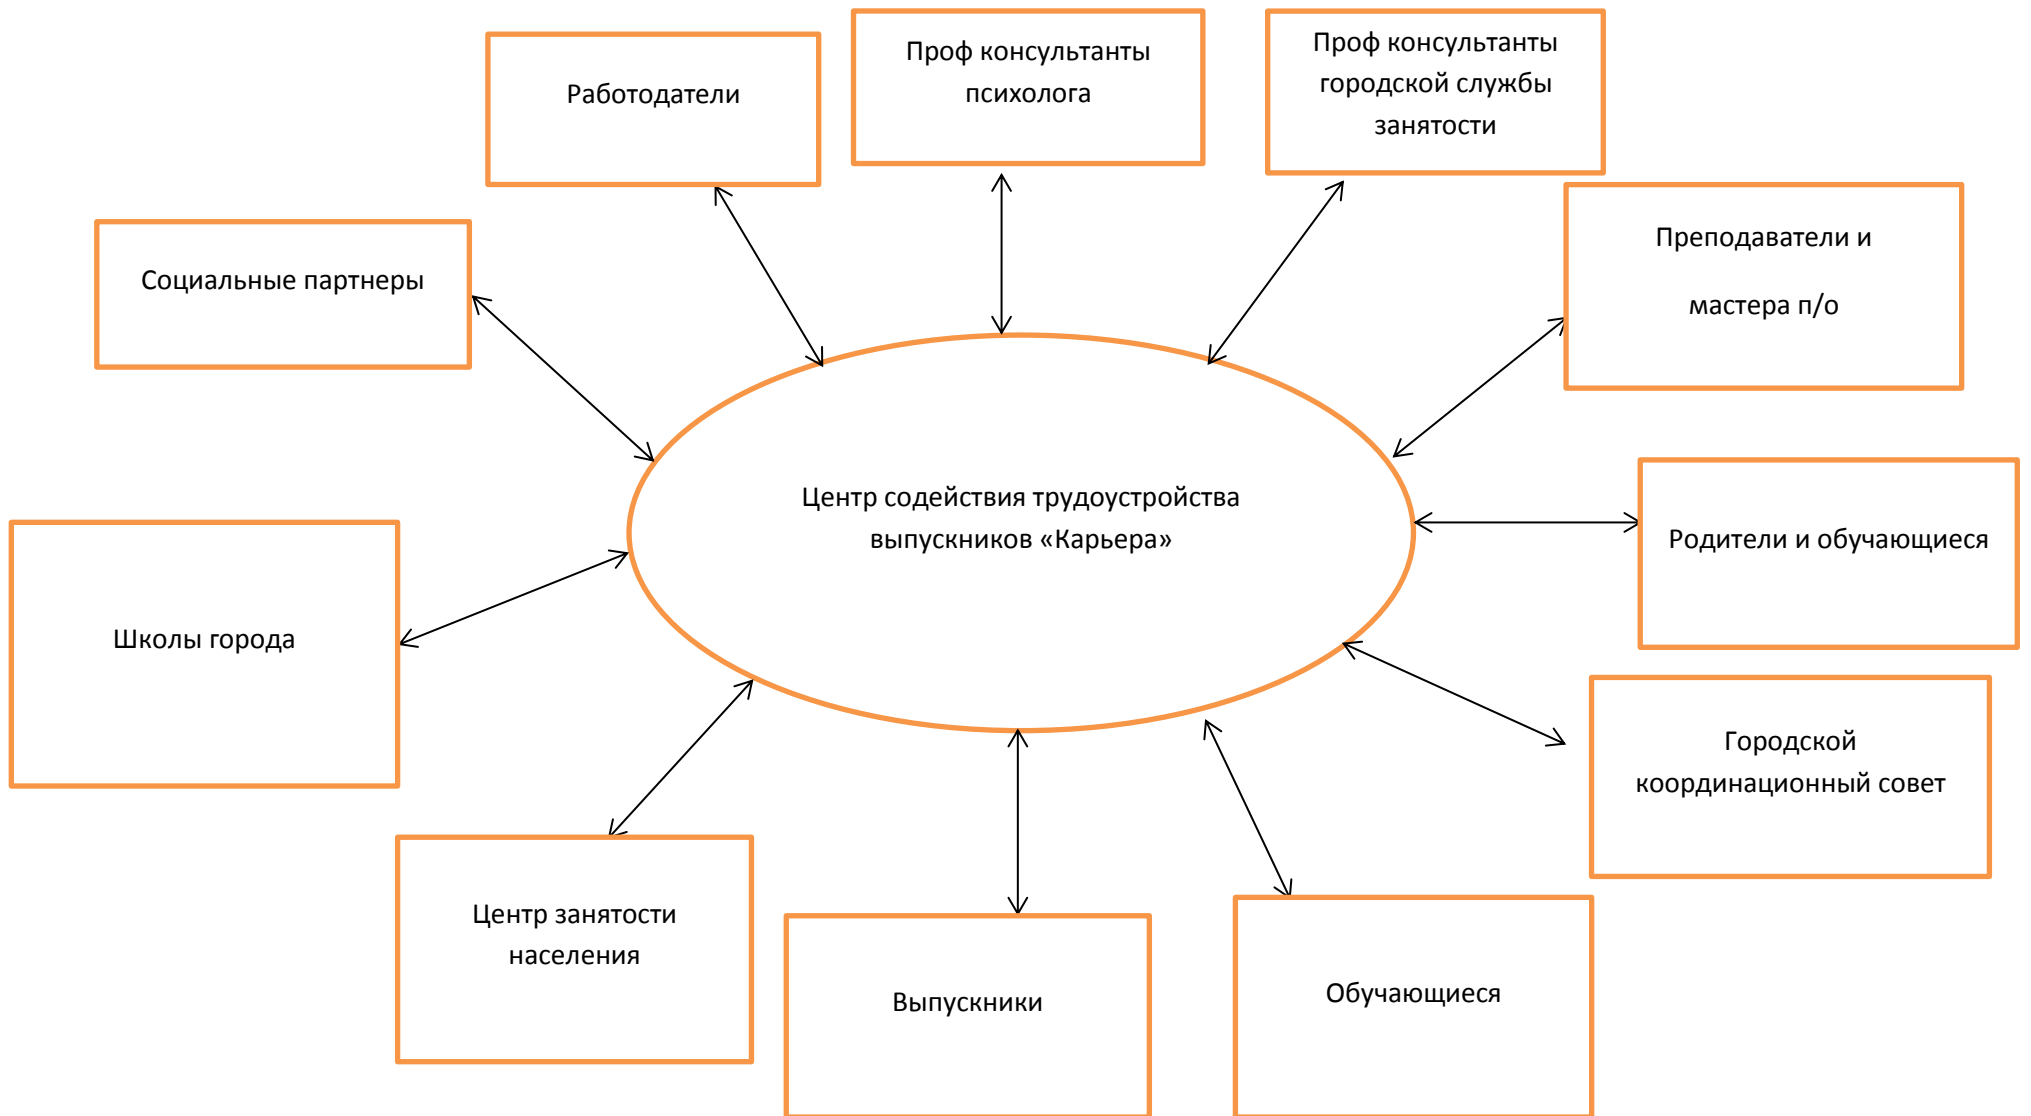 Работодатели
Проф консультанты
психолога
Проф консультанты
городской службы
занятости
Социальные партнеры
Преподаватели и
мастера п/о
Центр содействия трудоустройства
выпускников «Карьера»
Родители и обучающиеся
Школы города
Городской
координационный совет
Центр занятости
населения
Выпускники
Обучающиеся